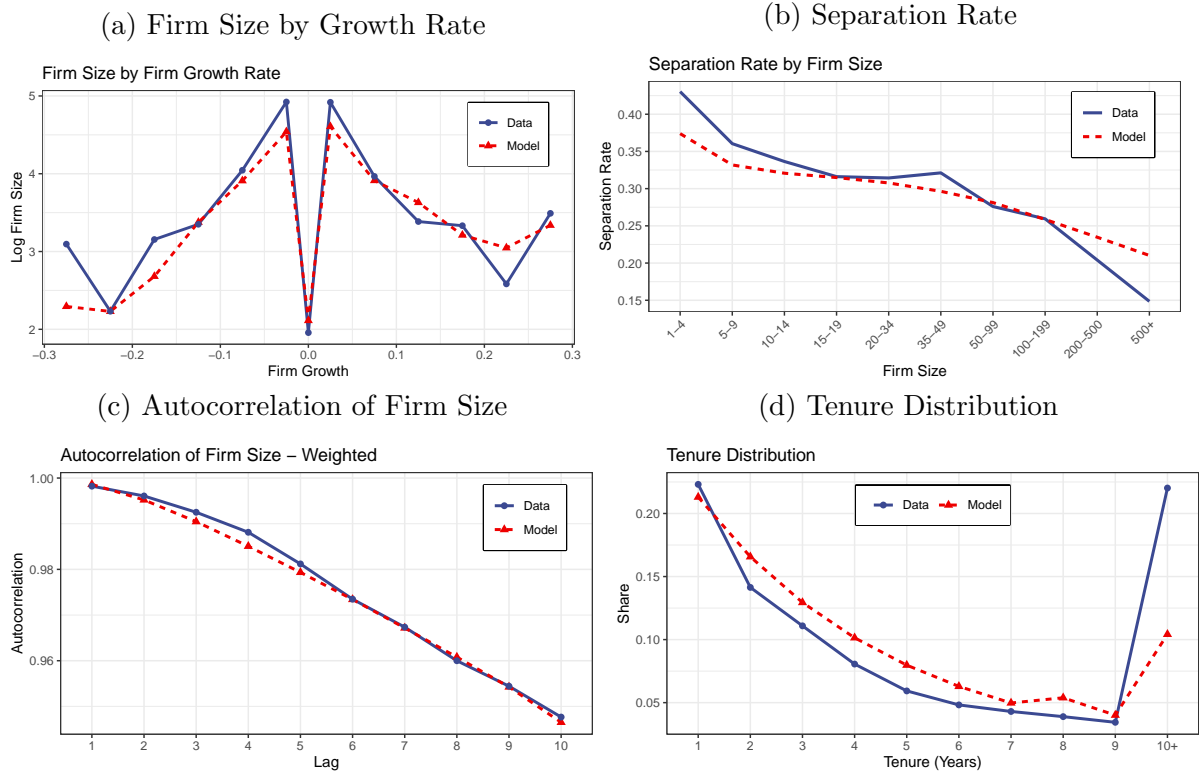 (a) Firm Size by Growth Rate
Firm Size by Firm Growth Rate
Log Firm Size
5
4
3
2
Data
Model
−0.3 −0.2 −0.1 0.0 0.1 0.2 0.3
Firm Growth
(b) Separation Rate
Separation Rate by Firm Size
Separation Rate
0.40
0.35
0.30
0.25
0.20
0.15
Data
Model
1−4 5−9 10−14 15−19 20−34 35−49 50−99 100−199 200−500 500+
Firm Size
(c) Autocorrelation of Firm Size
Autocorrelation of Firm Size − Weighted
Autocorrelation
1.00
0.98
0.96
Data
Model
1 2 3 4 5 6 7 8 9 10
Lag
(d) Tenure Distribution
Tenure Distribution
Share
0.20
0.15
0.10
0.05
Data Model
1 2 3 4 5 6 7 8 9 10+
Tenure (Years)